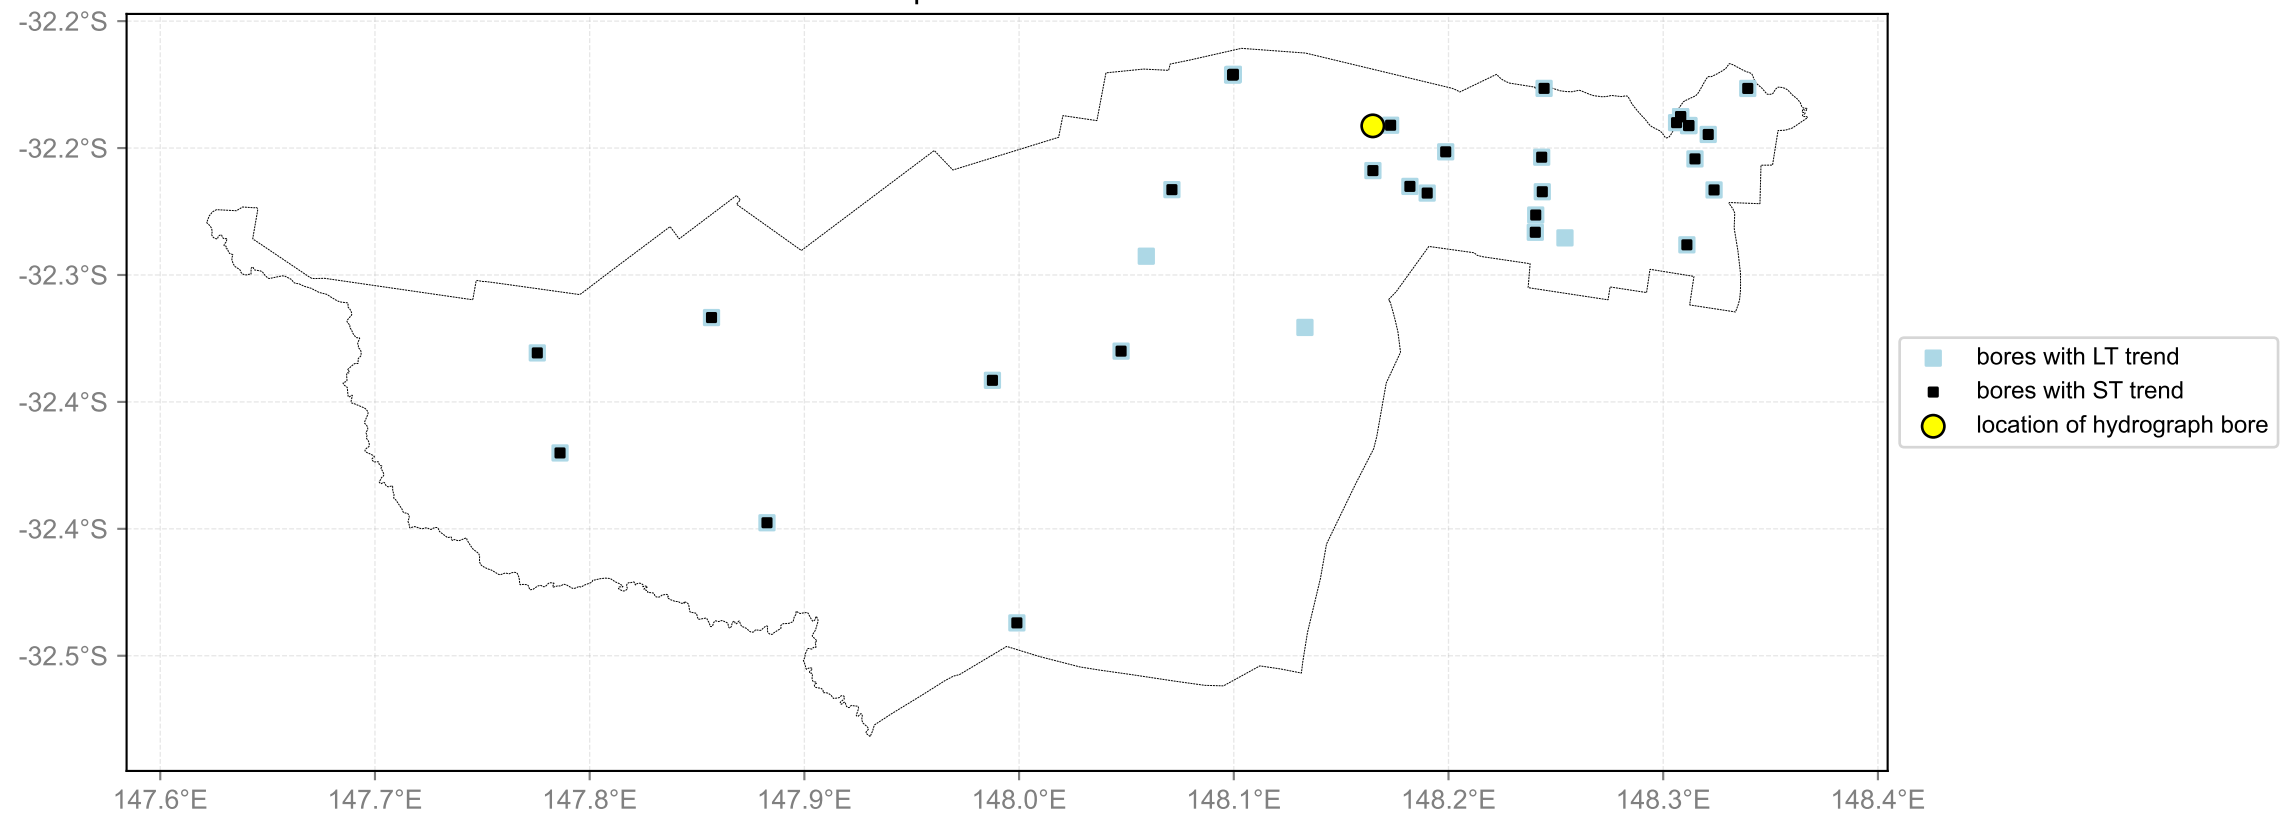 -32.2°S
-32.2°S
-32.3°S
-32.4°S
-32.4°S
-32.5°S
147.6°E 147.7°E 147.8°E 147.9°E 148.0°E 148.1°E 148.2°E 148.3°E 148.4°E
bores with LT trend
bores with ST trend
location of hydrograph bore